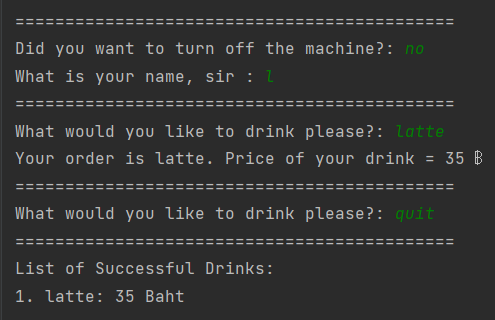 ============================================
Did you want to turn off the machine?: no
What is your name, sir : l
============================================
What would you like to drink please?: latte
Your order is latte. Price of your drink = 35 ฿
============================================
What would you like to drink please?: quit
============================================
List of Successful Drinks:
1. latte: 35 Baht